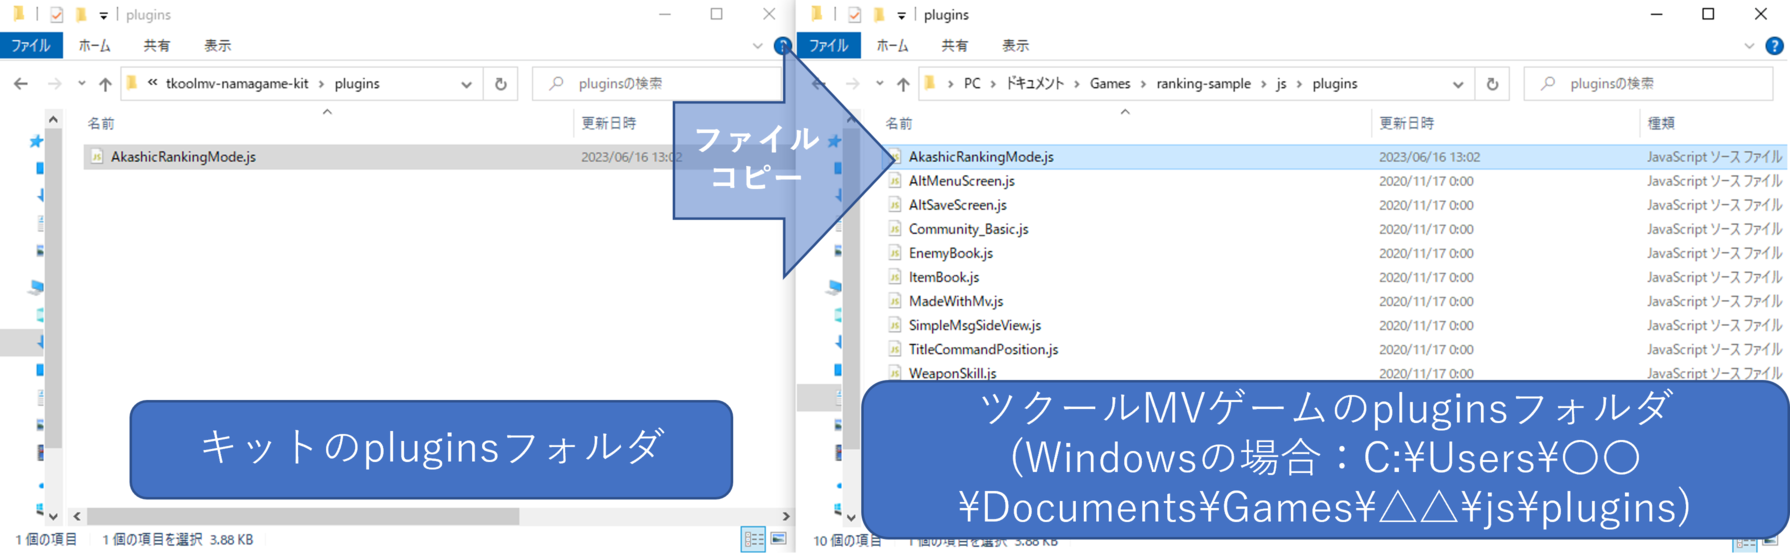 plugins
ファイル ホーム 共有 表示
« tkoolmv-namagame-kit › plugins
pluginsの検索
名前 更新日時
AkashicRankingMode.js 2023/06/16 13:02
キットのpluginsフォルダ
1 個の項目 1 個の項目を選択 3.88 KB
ファイル
コピー
plugins
ファイル ホーム 共有 表示
› PC › ドキュメント › Games › ranking-sample › js › plugins
pluginsの検索
名前 更新日時 種類
AkashicRankingMode.js 2023/06/16 13:02 JavaScript ソース ファイル
AltMenuScreen.js 2020/11/17 0:00 JavaScript ソース ファイル
AltSaveScreen.js 2020/11/17 0:00 JavaScript ソース ファイル
Community_Basic.js 2020/11/17 0:00 JavaScript ソース ファイル
EnemyBook.js 2020/11/17 0:00 JavaScript ソース ファイル
ItemBook.js 2020/11/17 0:00 JavaScript ソース ファイル
MadeWithMv.js 2020/11/17 0:00 JavaScript ソース ファイル
SimpleMsgSideView.js 2020/11/17 0:00 JavaScript ソース ファイル
TitleCommandPosition.js 2020/11/17 0:00 JavaScript ソース ファイル
WeaponSkill.js 2020/11/17 0:00 JavaScript ソース ファイル
ツクールMVゲームのpluginsフォルダ
(Windowsの場合：C:¥Users¥〇〇
¥Documents¥Games¥△△¥js¥plugins)
10 個の項目 1 個の項目を選択 3.88 KB